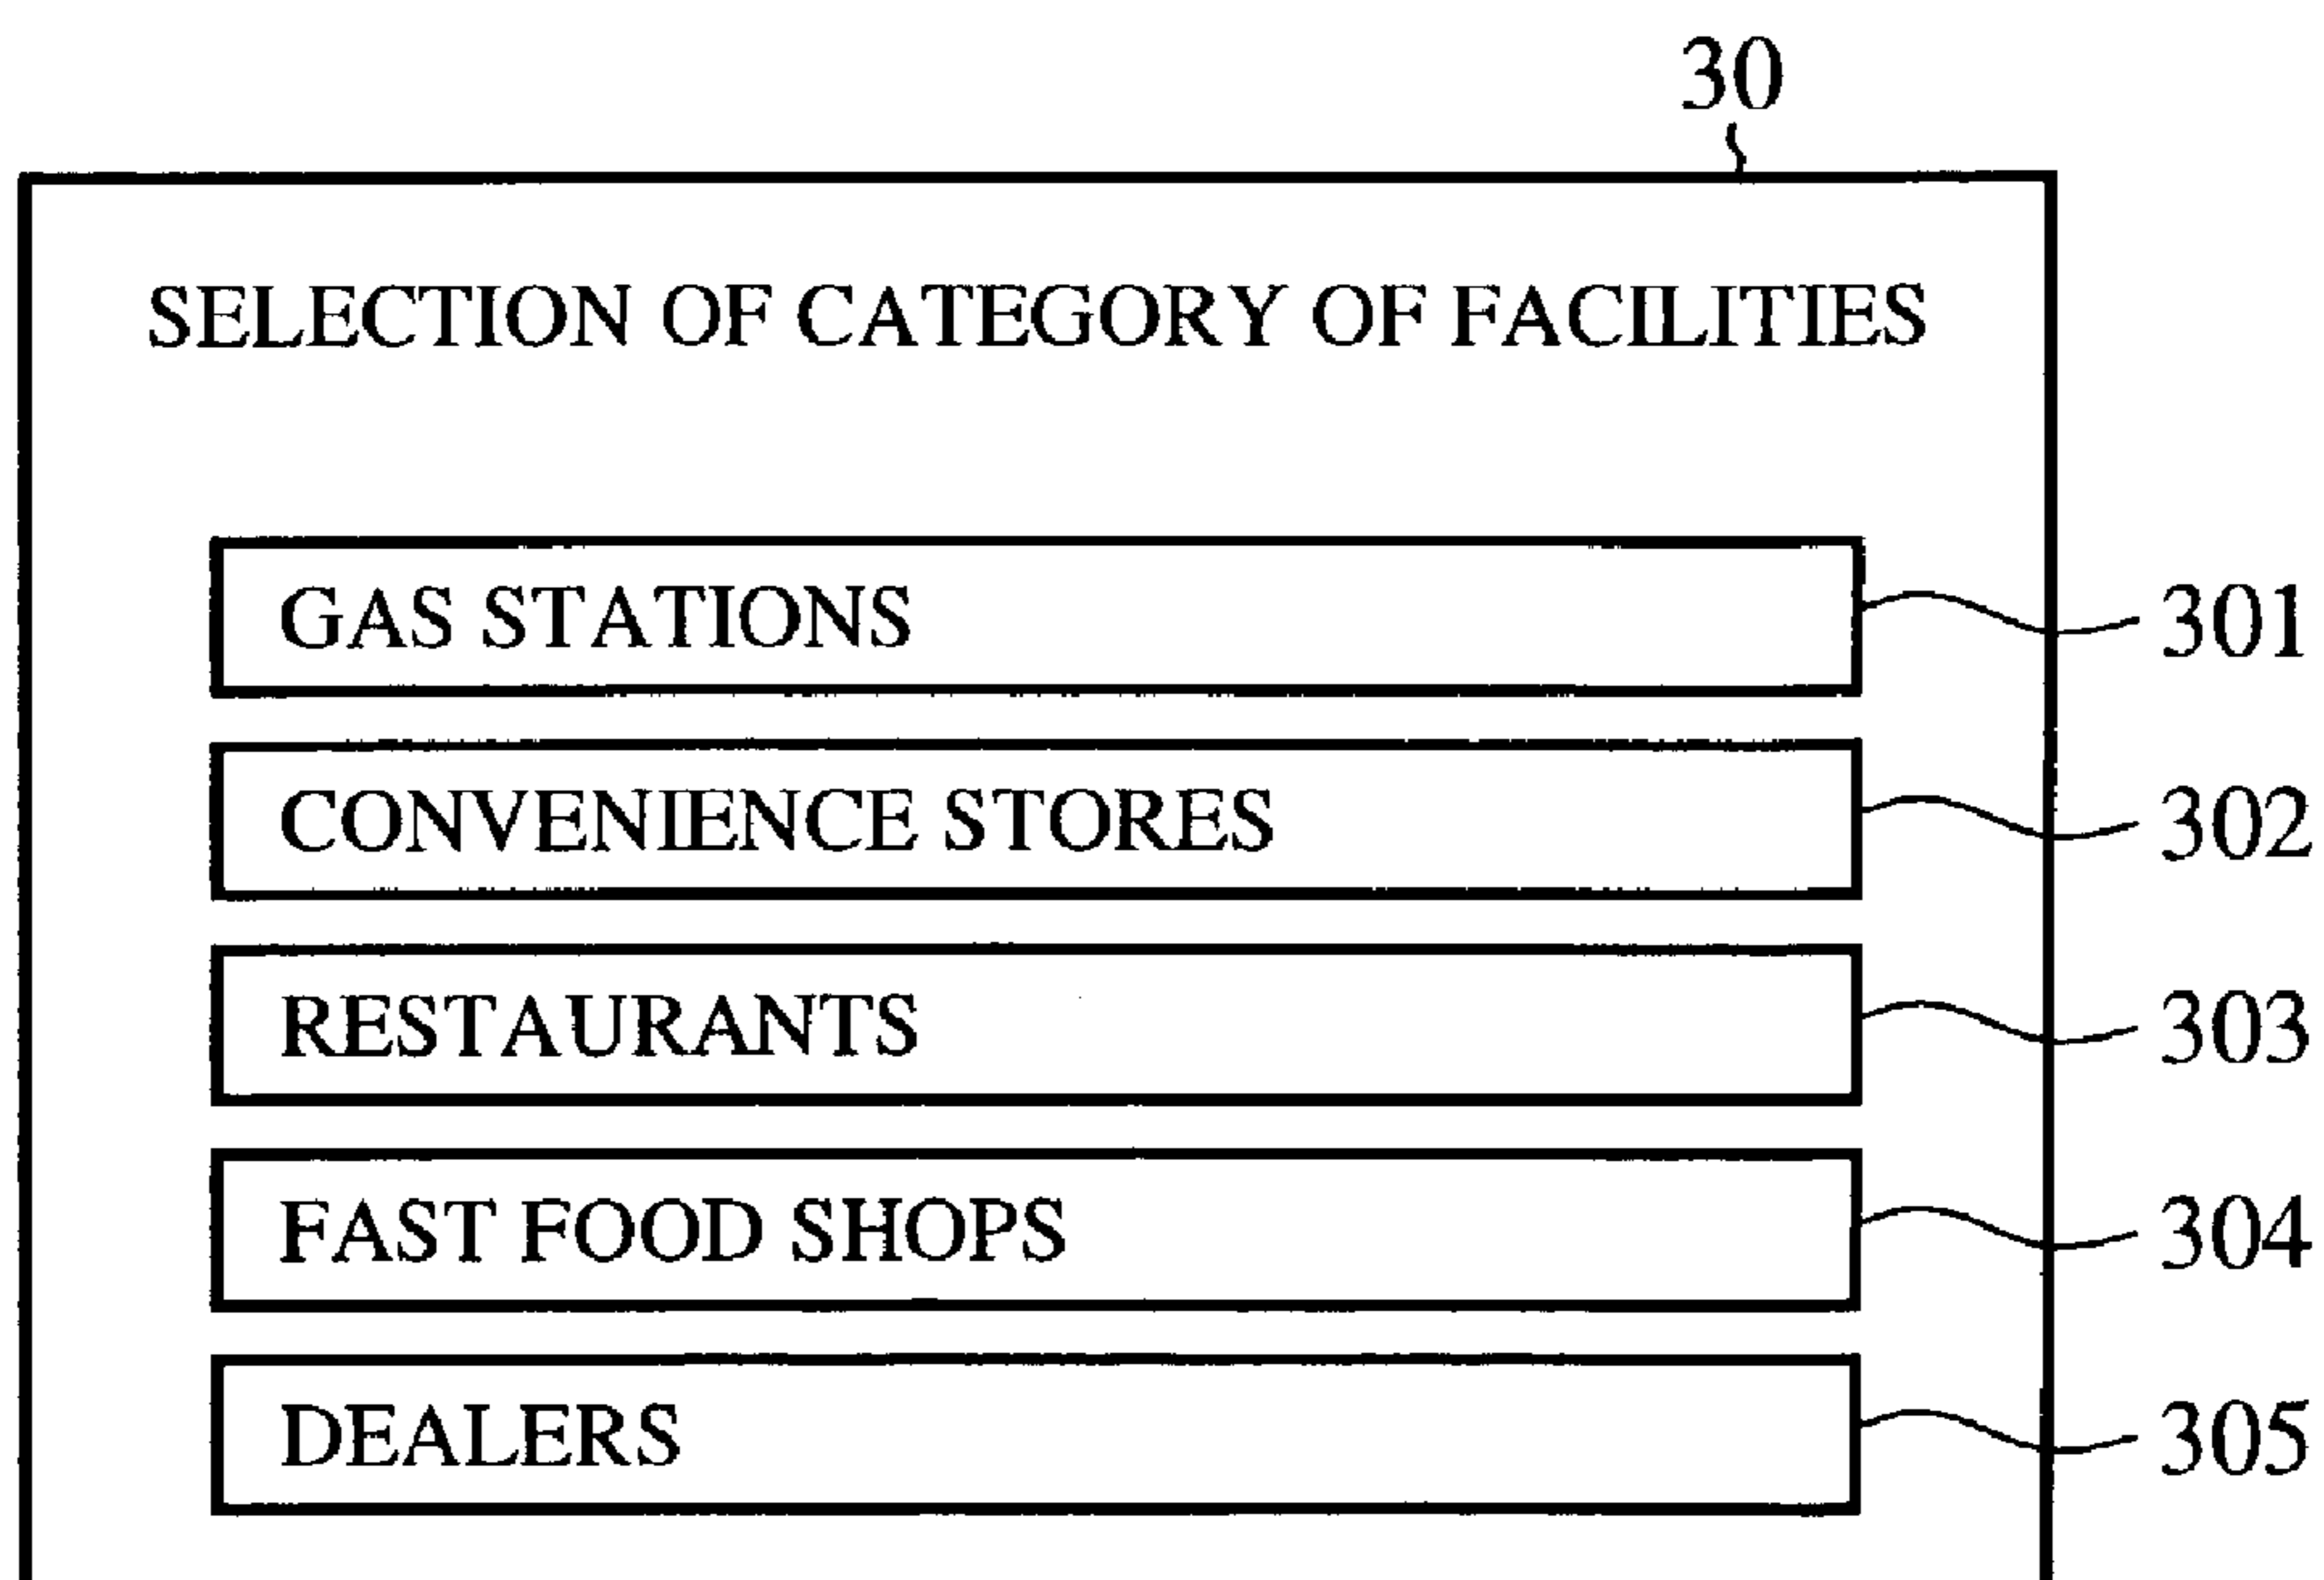 30
SELECTION OF CATEGORY OF FACILITIES
GAS STATIONS 301
CONVENIENCE STORES 302
RESTAURANTS 303
FAST FOOD SHOPS 304
DEALERS 305